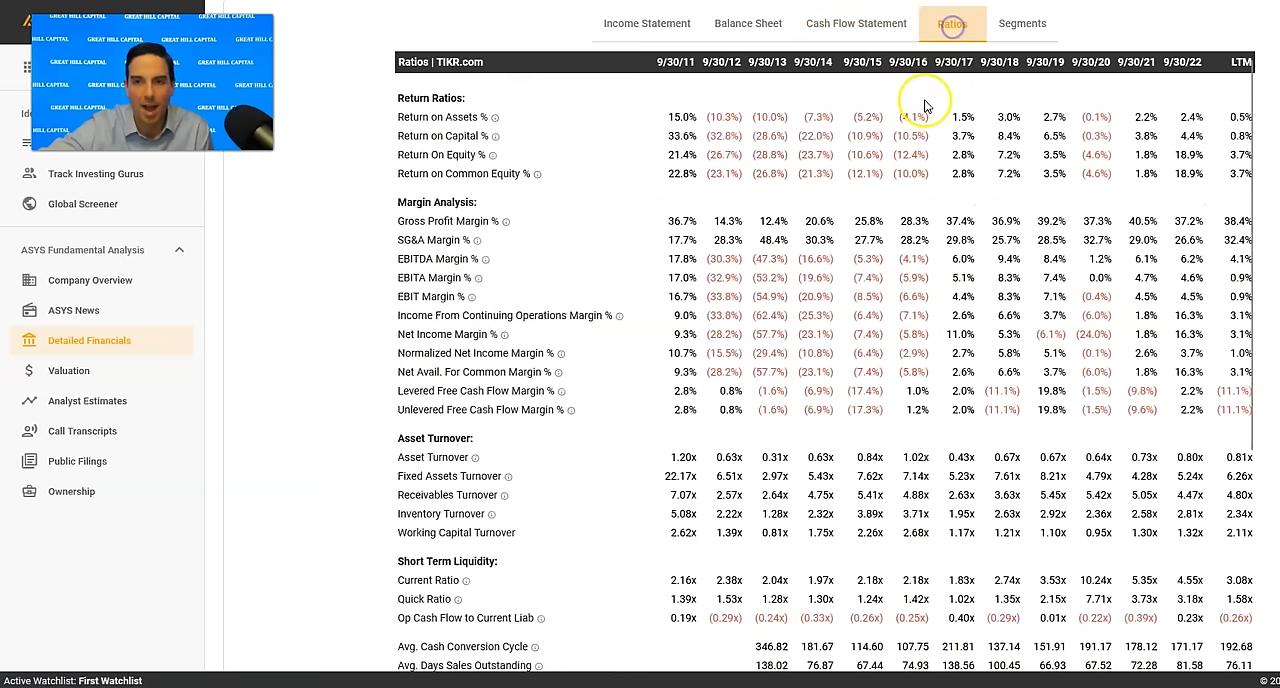 GREAT HILL CAPITAL GREAT HILL CAPITAL GREAT HILL
GREAT HILL CAPITAL GREAT HILL CAPITAL GREAT HILL C
HILL CAPITAL GREAT HILL CAPITAL
GREAT HILL CAPITAL
GREAT HILL
Income Statement Balance Sheet Cash Flow Statement Ratios Segments
Track Investing Gurus
Global Screener
ASYS Fundamental Analysis
Company Overview
ASYS News
Detailed Financials
Valuation
Analyst Estimates
Call Transcripts
Public Filings
Ownership
Ratios | TIKR.com 9/30/11 9/30/12 9/30/13 9/30/14 9/30/15 9/30/16 9/30/17 9/30/18 9/30/19 9/30/20 9/30/21 9/30/22 LTM
Return Ratios:
Return on Assets % 15.0% (10.3%) (10.0%) (7.3%) (5.2%) (4.1%) 1.5% 3.0% 2.7% (0.1%) 2.2% 2.4% 0.5%
Return on Capital % 33.6% (32.8%) (28.6%) (22.0%) (10.9%) (10.5%) 3.7% 8.4% 6.5% (0.3%) 3.8% 4.4% 0.8%
Return On Equity % 21.4% (26.7%) (28.8%) (23.7%) (10.6%) (12.4%) 2.8% 7.2% 3.5% (4.6%) 1.8% 18.9% 3.7%
Return on Common Equity % 22.8% (23.1%) (26.8%) (21.3%) (12.1%) (10.0%) 2.8% 7.2% 3.5% (4.6%) 1.8% 18.9% 3.7%
Margin Analysis:
Gross Profit Margin % 36.7% 14.3% 12.4% 20.6% 25.8% 28.3% 37.4% 36.9% 39.2% 37.3% 40.5% 37.2% 38.4%
SG&A Margin % 17.7% 28.3% 48.4% 30.3% 27.7% 28.2% 29.8% 25.7% 28.5% 32.7% 29.0% 26.6% 32.4%
EBITDA Margin % 17.8% (30.3%) (47.3%) (16.6%) (5.3%) (4.1%) 6.0% 9.4% 8.4% 1.2% 6.1% 6.2% 4.1%
EBITA Margin % 17.0% (32.9%) (53.2%) (19.6%) (7.4%) (5.9%) 5.1% 8.3% 7.4% 0.0% 4.7% 4.6% 0.9%
EBIT Margin % 16.7% (33.8%) (54.9%) (20.9%) (8.5%) (6.6%) 4.4% 8.3% 7.1% (0.4%) 4.5% 4.5% 0.9%
Income From Continuing Operations Margin % 9.0% (33.8%) (62.4%) (25.3%) (6.4%) (7.1%) 2.6% 6.6% 3.7% (6.0%) 1.8% 16.3% 3.1%
Net Income Margin % 9.3% (28.2%) (57.7%) (23.1%) (7.4%) (5.8%) 11.0% 5.3% (6.1%) (24.0%) 1.8% 16.3% 3.1%
Normalized Net Income Margin % 10.7% (15.5%) (29.4%) (10.8%) (6.4%) (2.9%) 2.7% 5.8% 5.1% (0.1%) 2.6% 3.7% 1.0%
Net Avail. For Common Margin % 9.3% (28.2%) (57.7%) (23.1%) (7.4%) (5.8%) 2.6% 6.6% 3.7% (6.0%) 1.8% 16.3% 3.1%
Levered Free Cash Flow Margin % 2.8% 0.8% (1.6%) (6.9%) (17.4%) 1.0% 2.0% (11.1%) 19.8% (1.5%) (9.8%) 2.2% (11.1%)
Unlevered Free Cash Flow Margin % 2.8% 0.8% (1.6%) (6.9%) (17.3%) 1.2% 2.0% (11.1%) 19.8% (1.5%) (9.6%) 2.2% (11.1%)
Asset Turnover:
Asset Turnover 1.20x 0.63x 0.31x 0.63x 0.84x 1.02x 0.43x 0.67x 0.67x 0.64x 0.73x 0.80x 0.81x
Fixed Assets Turnover 22.17x 6.51x 2.97x 5.43x 7.62x 7.14x 5.23x 7.61x 8.21x 4.79x 4.28x 5.24x 6.26x
Receivables Turnover 7.07x 2.57x 2.64x 4.75x 5.41x 4.88x 2.63x 3.63x 5.45x 5.42x 5.05x 4.47x 4.80x
Inventory Turnover 5.08x 2.22x 1.28x 2.32x 3.89x 3.71x 1.95x 2.63x 2.92x 2.36x 2.58x 2.81x 2.34x
Working Capital Turnover 2.62x 1.39x 0.81x 1.75x 2.26x 2.68x 1.17x 1.21x 1.10x 0.95x 1.30x 1.32x 2.11x
Short Term Liquidity:
Current Ratio 2.16x 2.38x 2.04x 1.97x 2.18x 2.18x 1.83x 2.74x 3.53x 10.24x 5.35x 4.55x 3.08x
Quick Ratio 1.39x 1.53x 1.28x 1.30x 1.24x 1.42x 1.02x 1.35x 2.15x 7.71x 3.73x 3.18x 1.58x
Op Cash Flow to Current Liab 0.19x (0.29x) (0.24x) (0.33x) (0.26x) (0.25x) 0.40x (0.29x) 0.01x (0.22x) (0.39x) 0.23x (0.26x)
Avg. Cash Conversion Cycle 346.82 181.67 114.60 107.75 211.81 137.14 151.91 191.17 178.12 171.17 192.68
Avg. Days Sales Outstanding 138.02 76.87 67.44 74.93 138.56 100.45 66.93 67.52 72.28 81.58 76.11
Active Watchlist: First Watchlist © 20